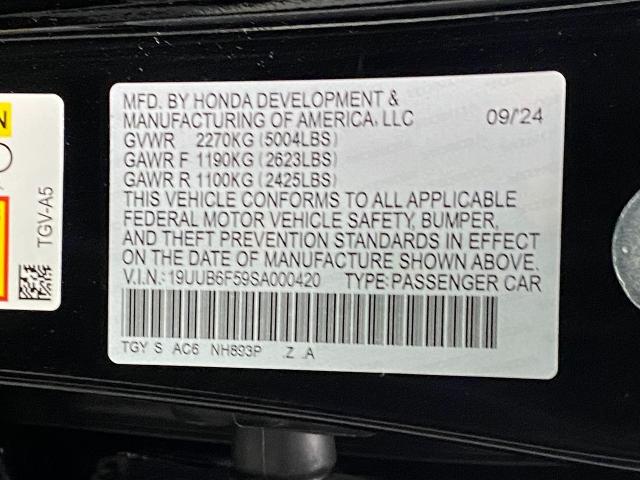 MFD. BY HONDA DEVELOPMENT &
MANUFACTURING OF AMERICA, LLC 09/24
GVWR 2270KG (5004LBS)
GAWR F 1190KG (2623LBS)
GAWR R 1100KG (2425LBS)
THIS VEHICLE CONFORMS TO ALL APPLICABLE
FEDERAL MOTOR VEHICLE SAFETY, BUMPER,
AND THEFT PREVENTION STANDARDS IN EFFECT
ON THE DATE OF MANUFACTURE SHOWN ABOVE.
V.I.N.: 19UUB6F59SA000420 TYPE: PASSENGER CAR
TGY S AC6 NH893P .Z .A
TGV-A5